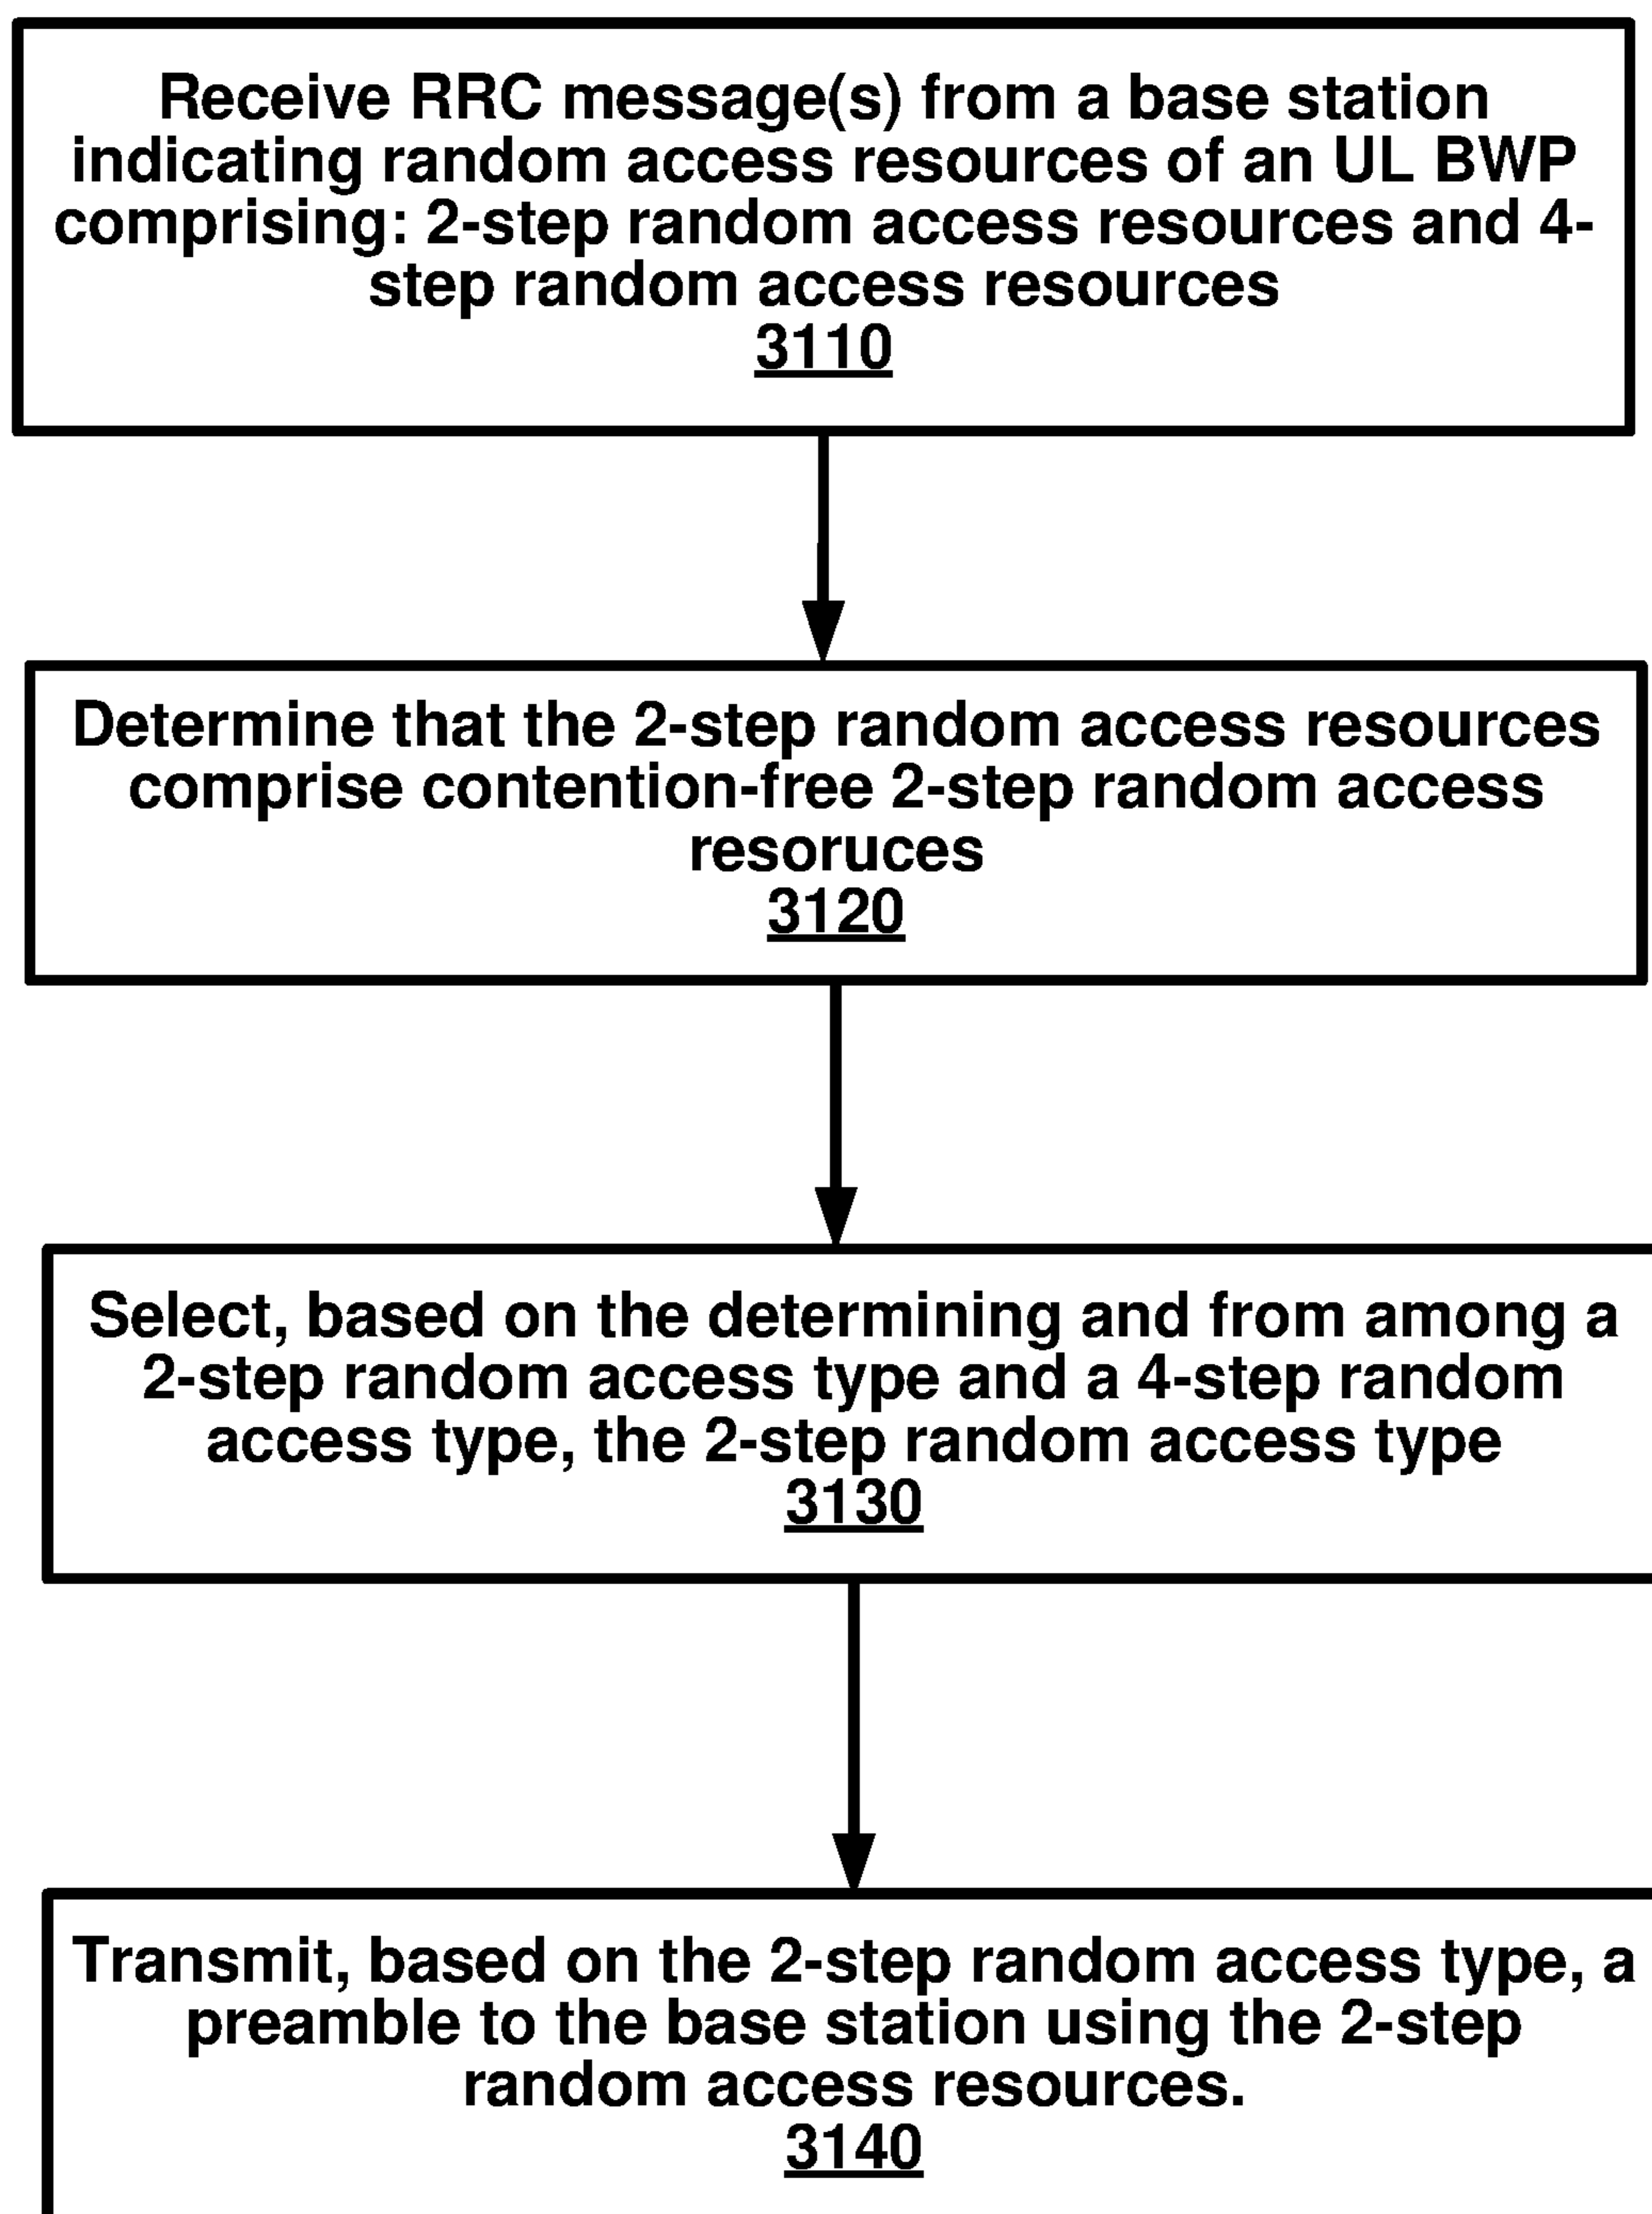 Receive RRC message(s) from a base station
indicating random access resources of an UL BWP
comprising: 2-step random access resources and 4-
step random access resources
3110
Determine that the 2-step random access resources
comprise contention-free 2-step random access
resoruces
3120
Select, based on the determining and from among a
2-step random access type and a 4-step random
access type, the 2-step random access type
3130
Transmit, based on the 2-step random access type, a
preamble to the base station using the 2-step
random access resources.
3140